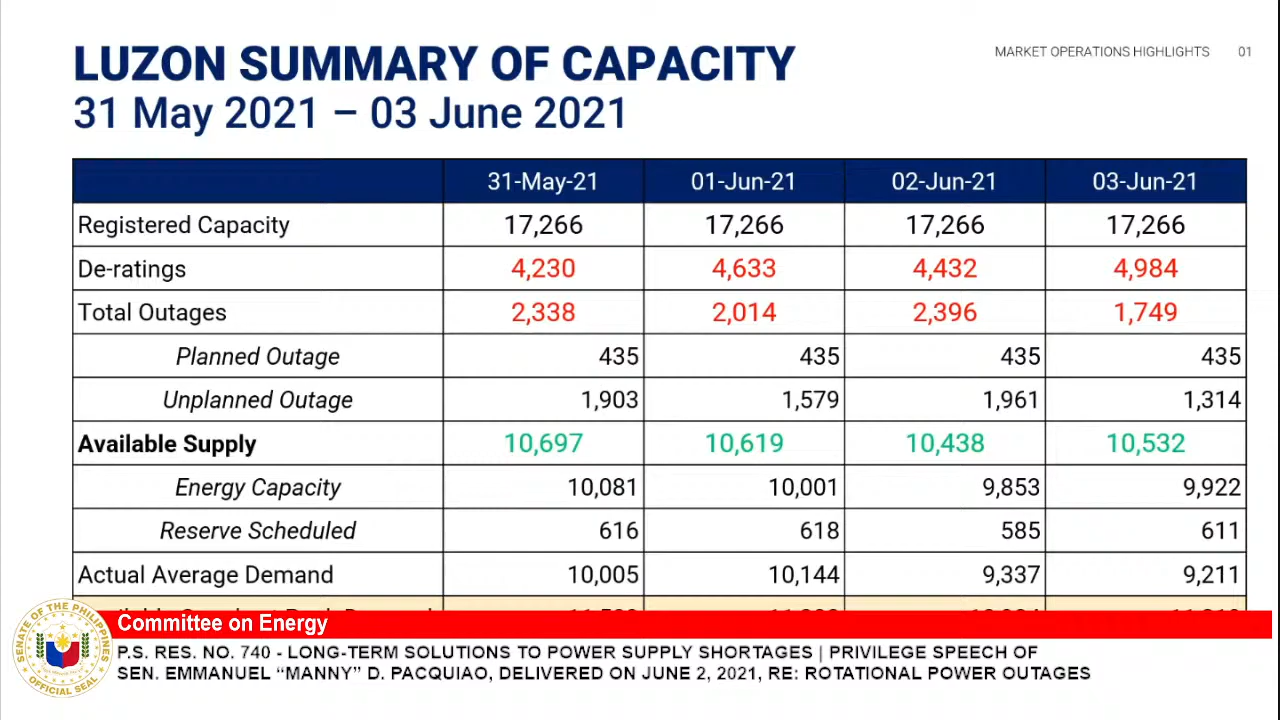 LUZON SUMMARY OF CAPACITY
31 May 2021 – 03 June 2021
MARKET OPERATIONS HIGHLIGHTS 01
31-May-21 01-Jun-21 02-Jun-21 03-Jun-21
Registered Capacity 17,266 17,266 17,266 17,266
De-ratings 4,230 4,633 4,432 4,984
Total Outages 2,338 2,014 2,396 1,749
Planned Outage 435 435 435 435
Unplanned Outage 1,903 1,579 1,961 1,314
Available Supply 10,697 10,619 10,438 10,532
Energy Capacity 10,081 10,001 9,853 9,922
Reserve Scheduled 616 618 585 611
Actual Average Demand 10,005 10,144 9,337 9,211
Committee on Energy
P.S. RES. NO. 740 - LONG-TERM SOLUTIONS TO POWER SUPPLY SHORTAGES | PRIVILEGE SPEECH OF
SEN. EMMANUEL “MANNY” D. PACQUIAO, DELIVERED ON JUNE 2, 2021, RE: ROTATIONAL POWER OUTAGES
SENATE OF THE PHILIPPINES
OFFICIAL SEAL